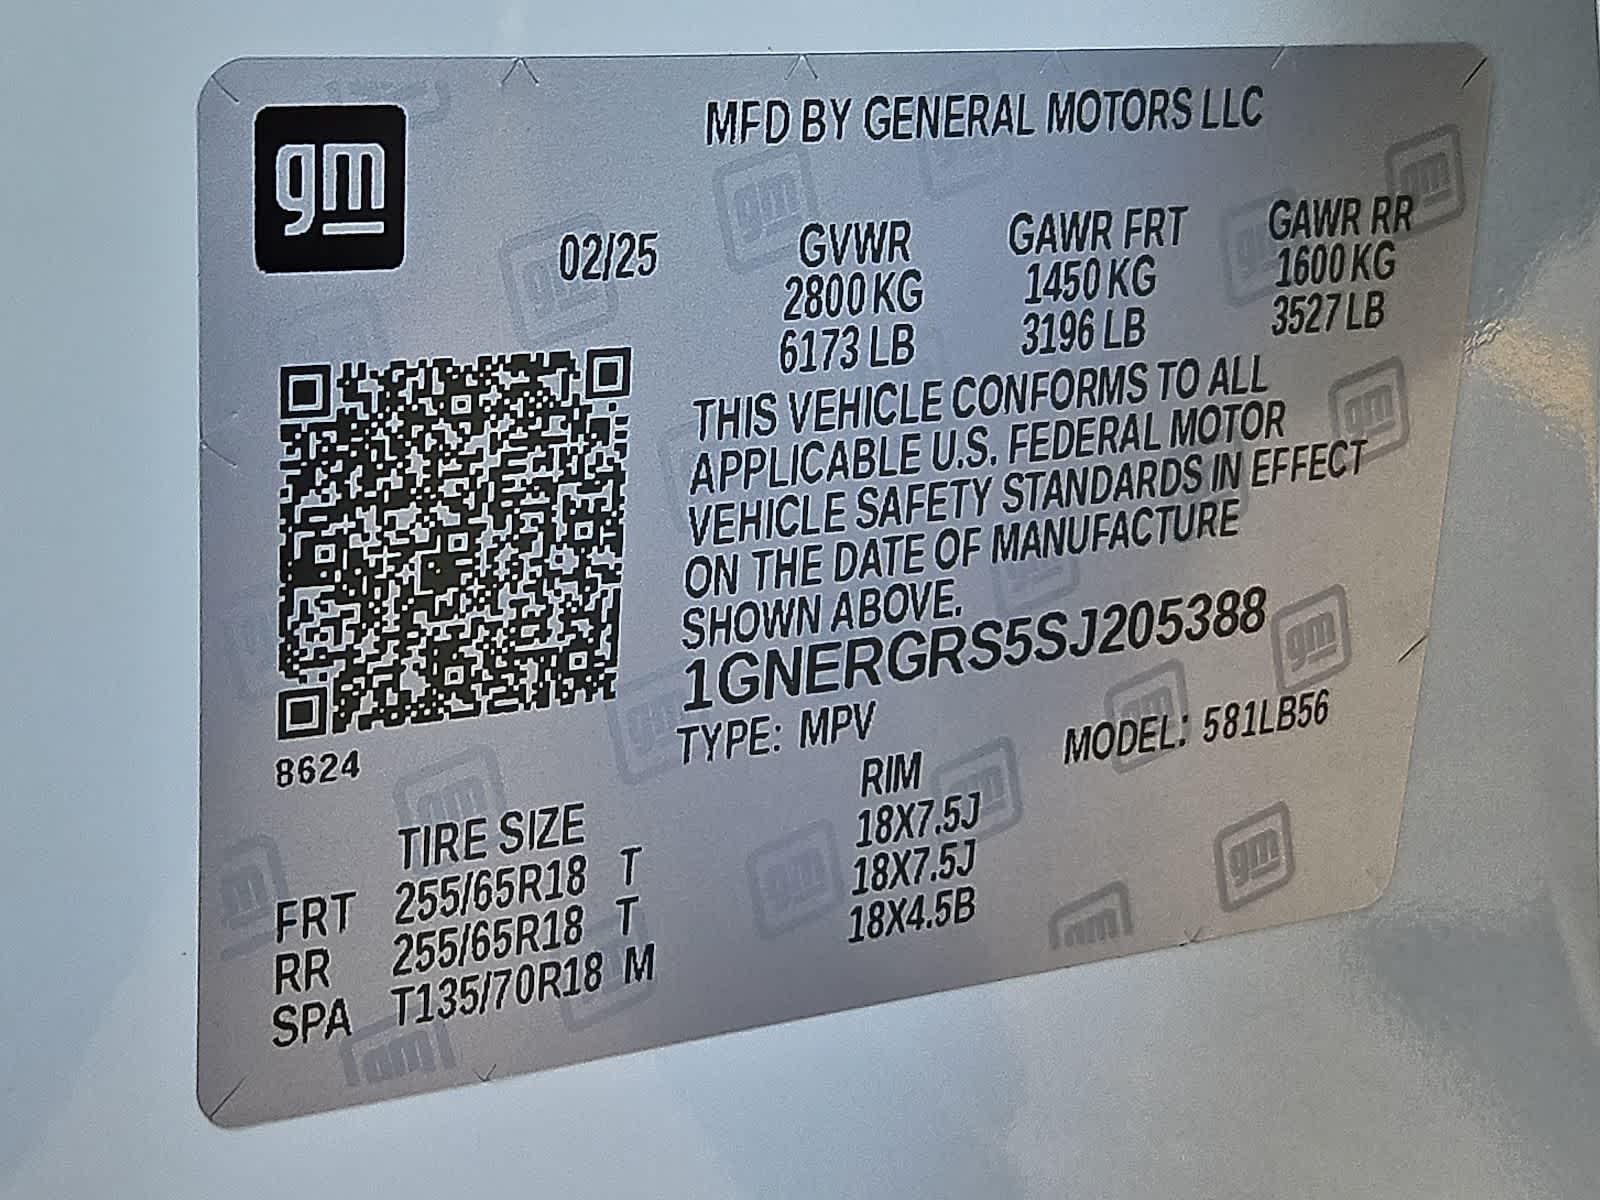 gm
MFD BY GENERAL MOTORS LLC
02/25
GVWR GAWR FRT GAWR RR
2800 KG 1450 KG 1600 KG
6173 LB 3196 LB 3527 LB
THIS VEHICLE CONFORMS TO ALL
APPLICABLE U.S. FEDERAL MOTOR
VEHICLE SAFETY STANDARDS IN EFFECT
ON THE DATE OF MANUFACTURE
SHOWN ABOVE.
1GNERGRS5SJ205388
TYPE: MPV MODEL: 581LB56
8624
TIRE SIZE RIM
FRT 255/65R18 T 18X7.5J
RR 255/65R18 T 18X7.5J
SPA T135/70R18 M 18X4.5B